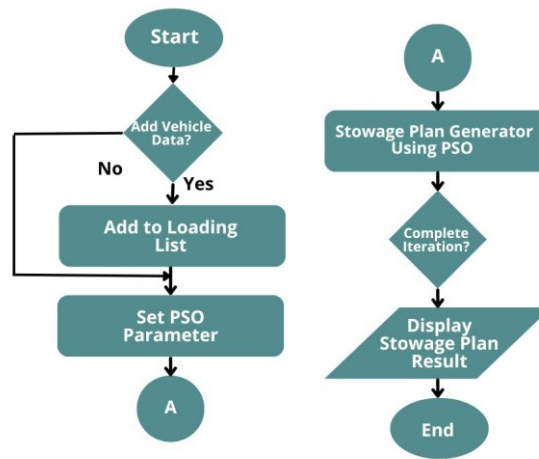 Start
Add Vehicle
Data?
No
Yes
Add to Loading
List
Set PSO
Parameter
A
A
Stowage Plan Generator
Using PSO
Complete
Iteration?
Display
Stowage Plan
Result
End